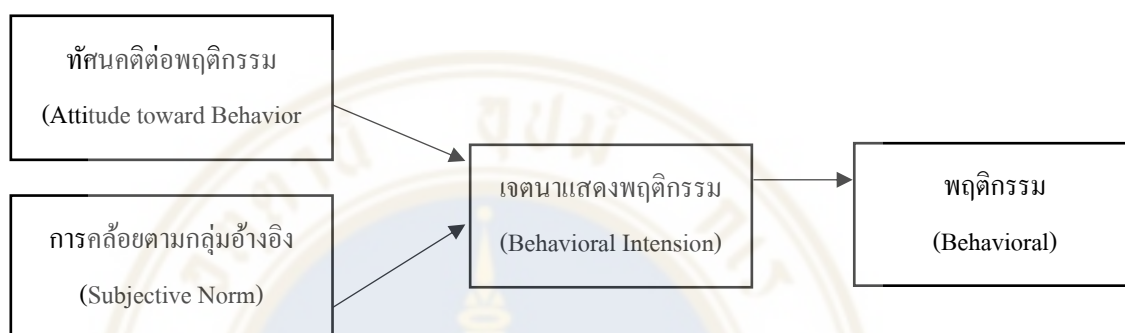 ทัศนคติต่อพฤติกรรม
(Attitude toward Behavior
การคล้อยตามกลุ่มอ้างอิง
(Subjective Norm)
เจตนาแสดงพฤติกรรม
(Behavioral Intension)
พฤติกรรม
(Behavioral)